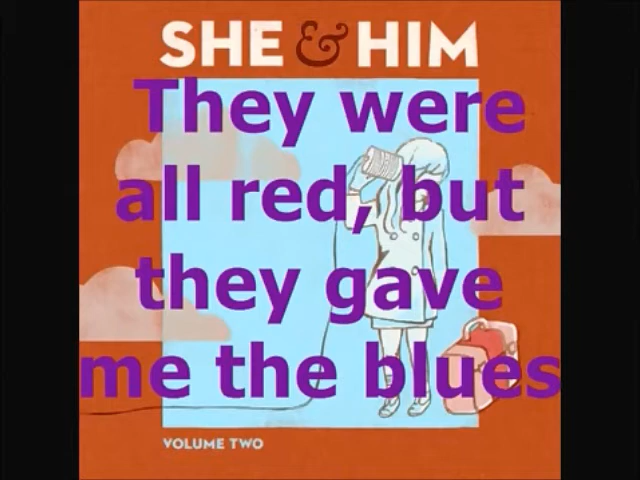 SHE & HIM
They were
all red, but
they gave
me the blues
VOLUME TWO